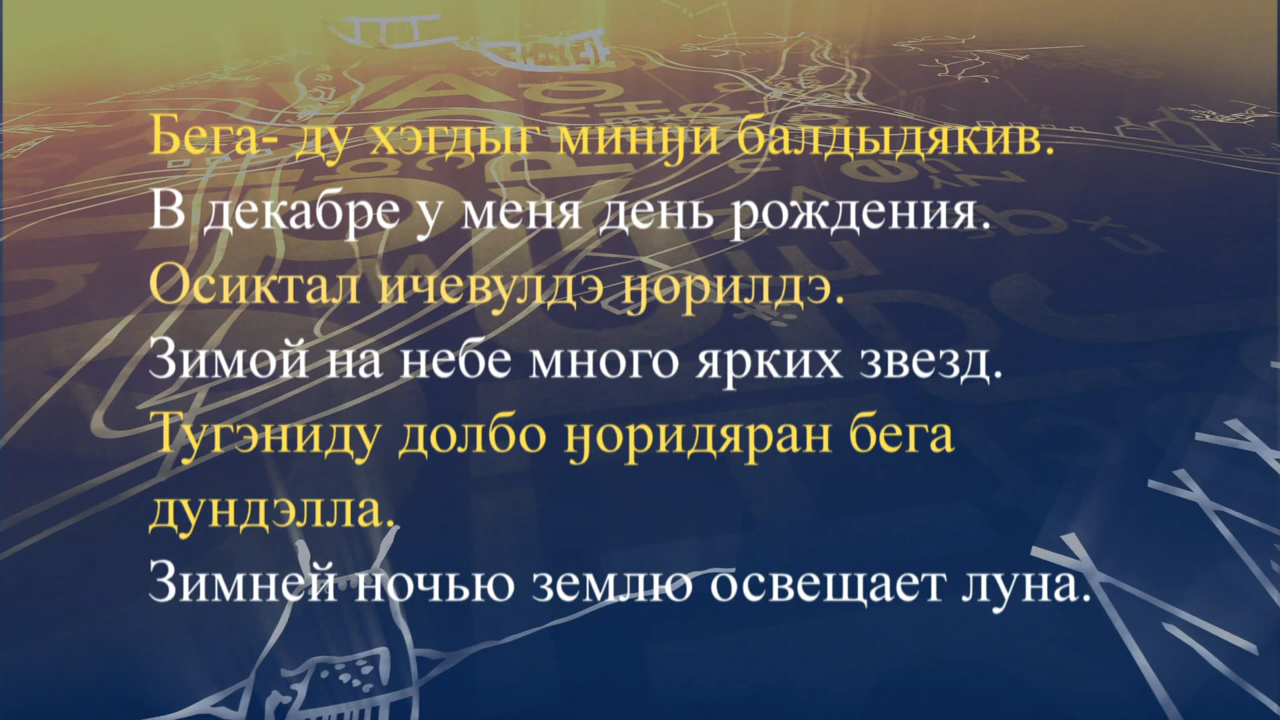 Бега- ду хэгдыг минӈи балдыдякив.
В декабре у меня день рождения.
Осиктал ичевулдэ ӈорилдэ.
Зимой на небе много ярких звезд.
Тугэниду долбо ӈоридяран бега
дундэлла.
Зимней ночью землю освещает луна.